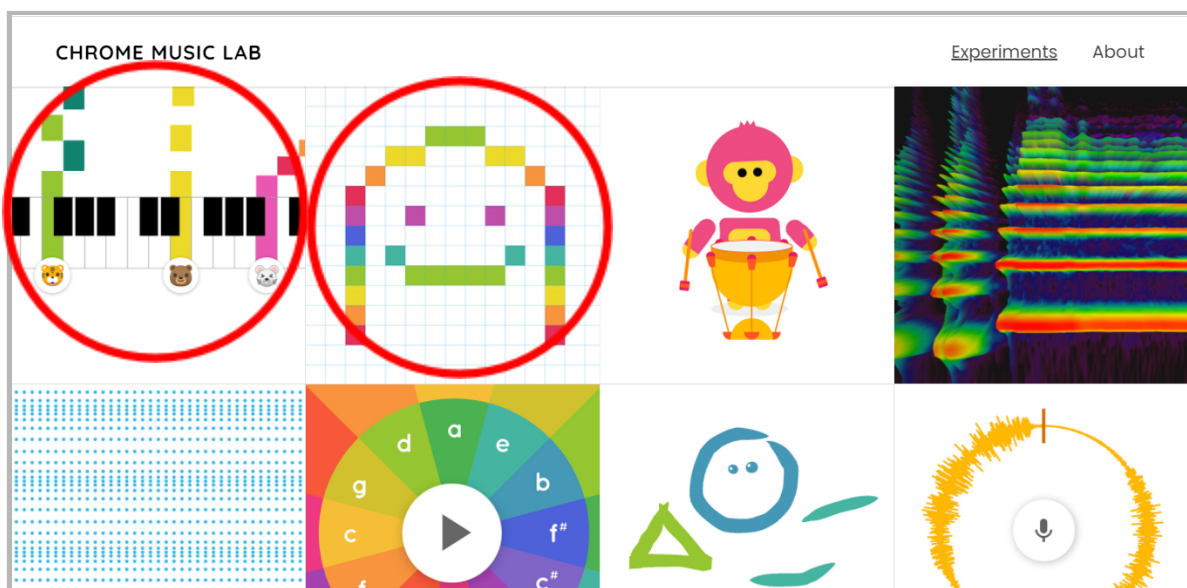 CHROME MUSIC LAB
Experiments About
d a e
g b
c f#
f c#